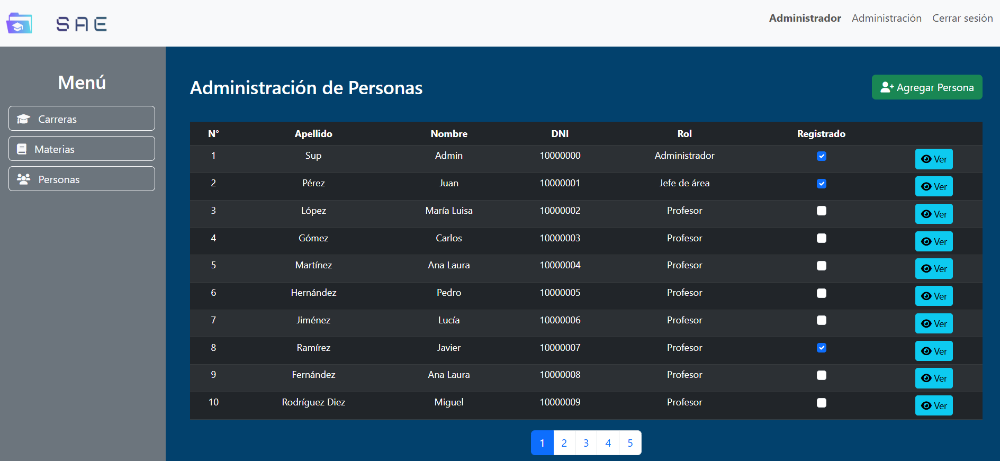 SAE
Administrador Administración Cerrar sesión
Menú
Carreras
Materias
Personas
Administración de Personas
Agregar Persona
N° Apellido Nombre DNI Rol Registrado
1 Sup Admin 10000000 Administrador Ver
2 Pérez Juan 10000001 Jefe de área Ver
3 López María Luisa 10000002 Profesor Ver
4 Gómez Carlos 10000003 Profesor Ver
5 Martínez Ana Laura 10000004 Profesor Ver
6 Hernández Pedro 10000005 Profesor Ver
7 Jiménez Lucía 10000006 Profesor Ver
8 Ramírez Javier 10000007 Profesor Ver
9 Fernández Ana Laura 10000008 Profesor Ver
10 Rodríguez Diez Miguel 10000009 Profesor Ver
1 2 3 4 5